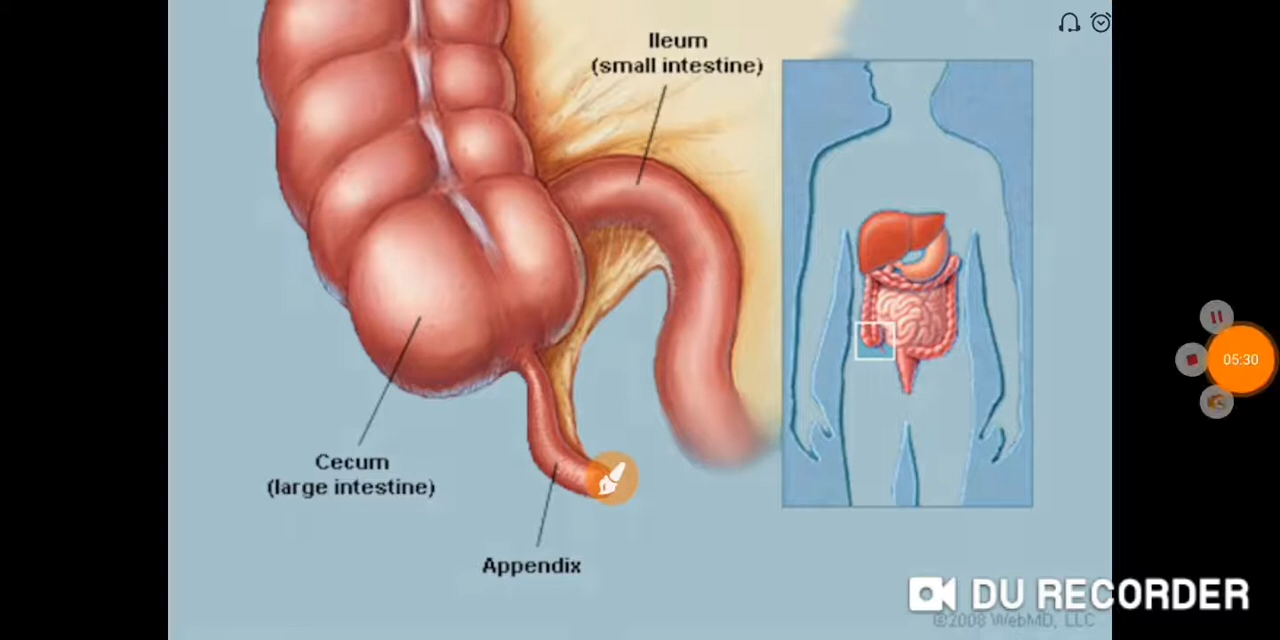 Ileum
(small intestine)
Cecum
(large intestine)
Appendix
05:30
DU RECORDER
©2008 WebMD, LLC